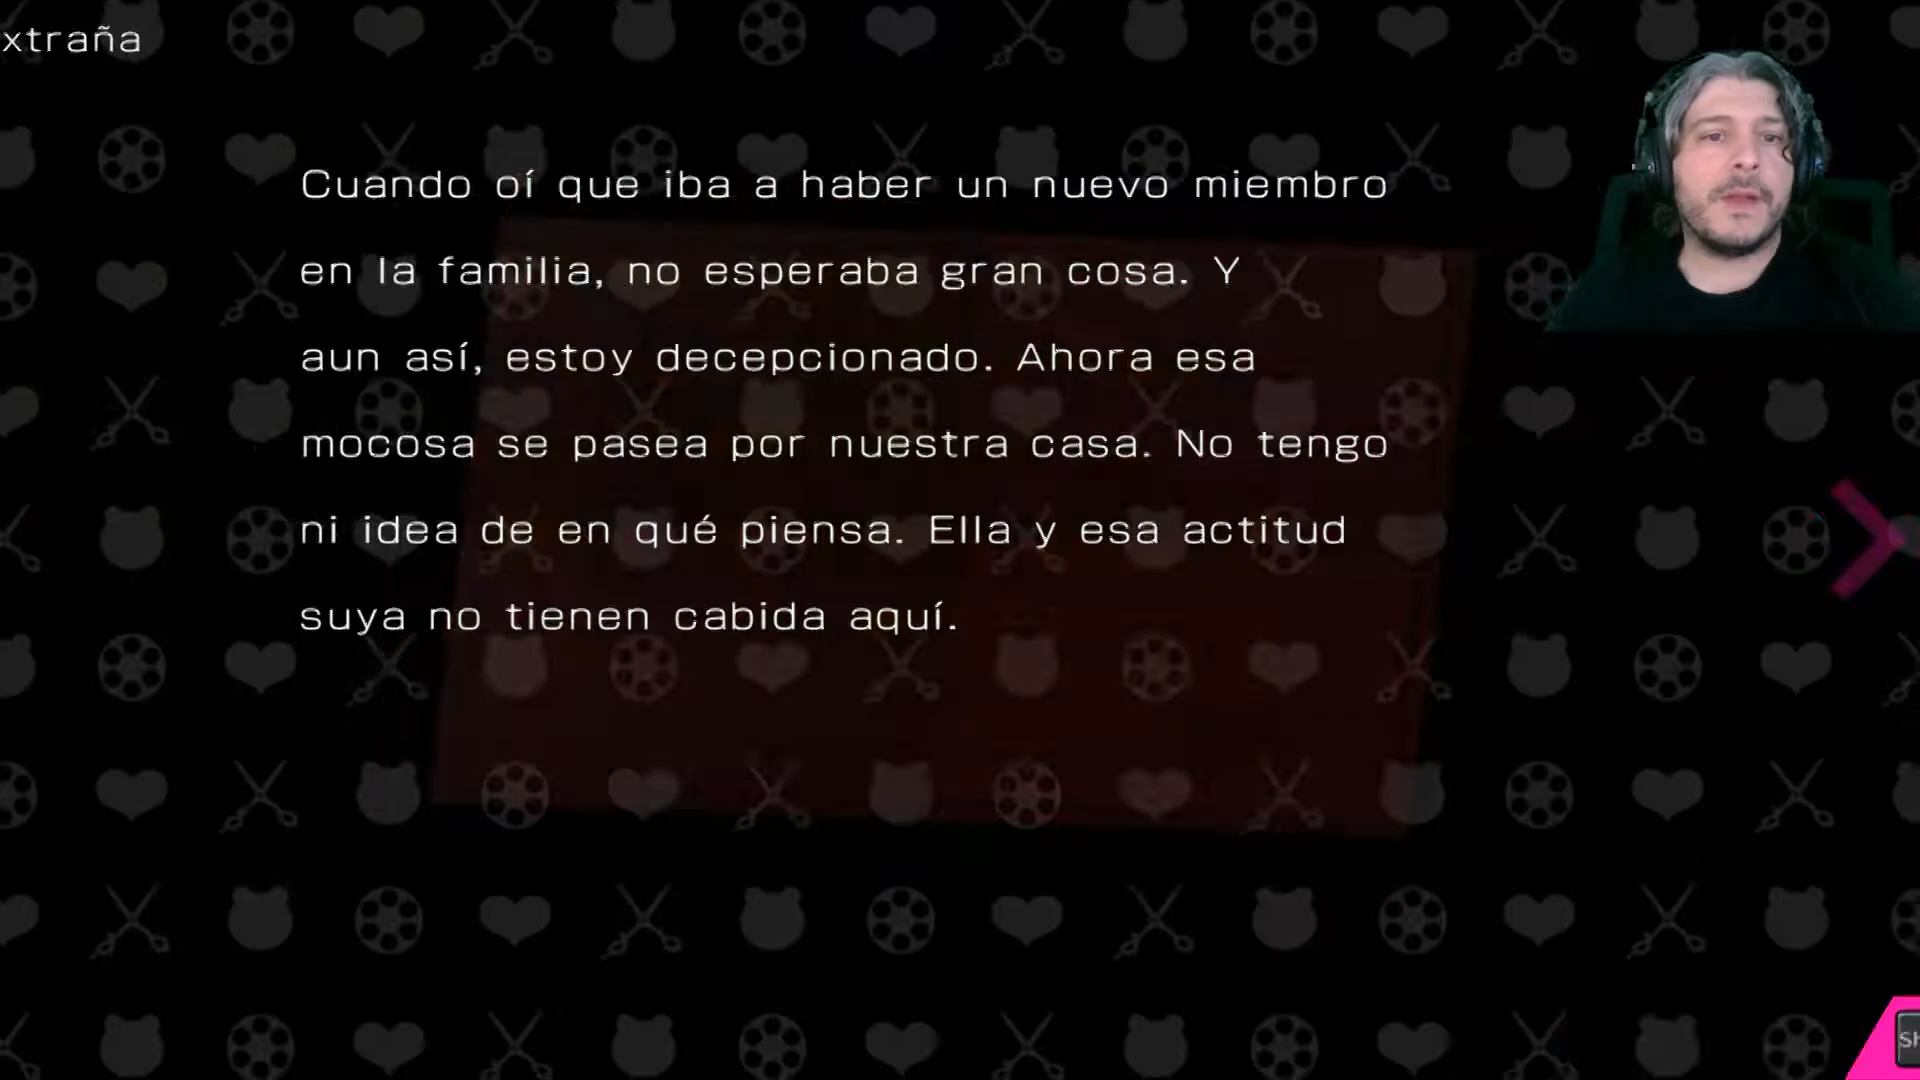 xtraña
Cuando oí que iba a haber un nuevo miembro
en la familia, no esperaba gran cosa. Y
aun así, estoy decepcionado. Ahora esa
mocosa se pasea por nuestra casa. No tengo
ni idea de en qué piensa. Ella y esa actitud
suya no tienen cabida aquí.